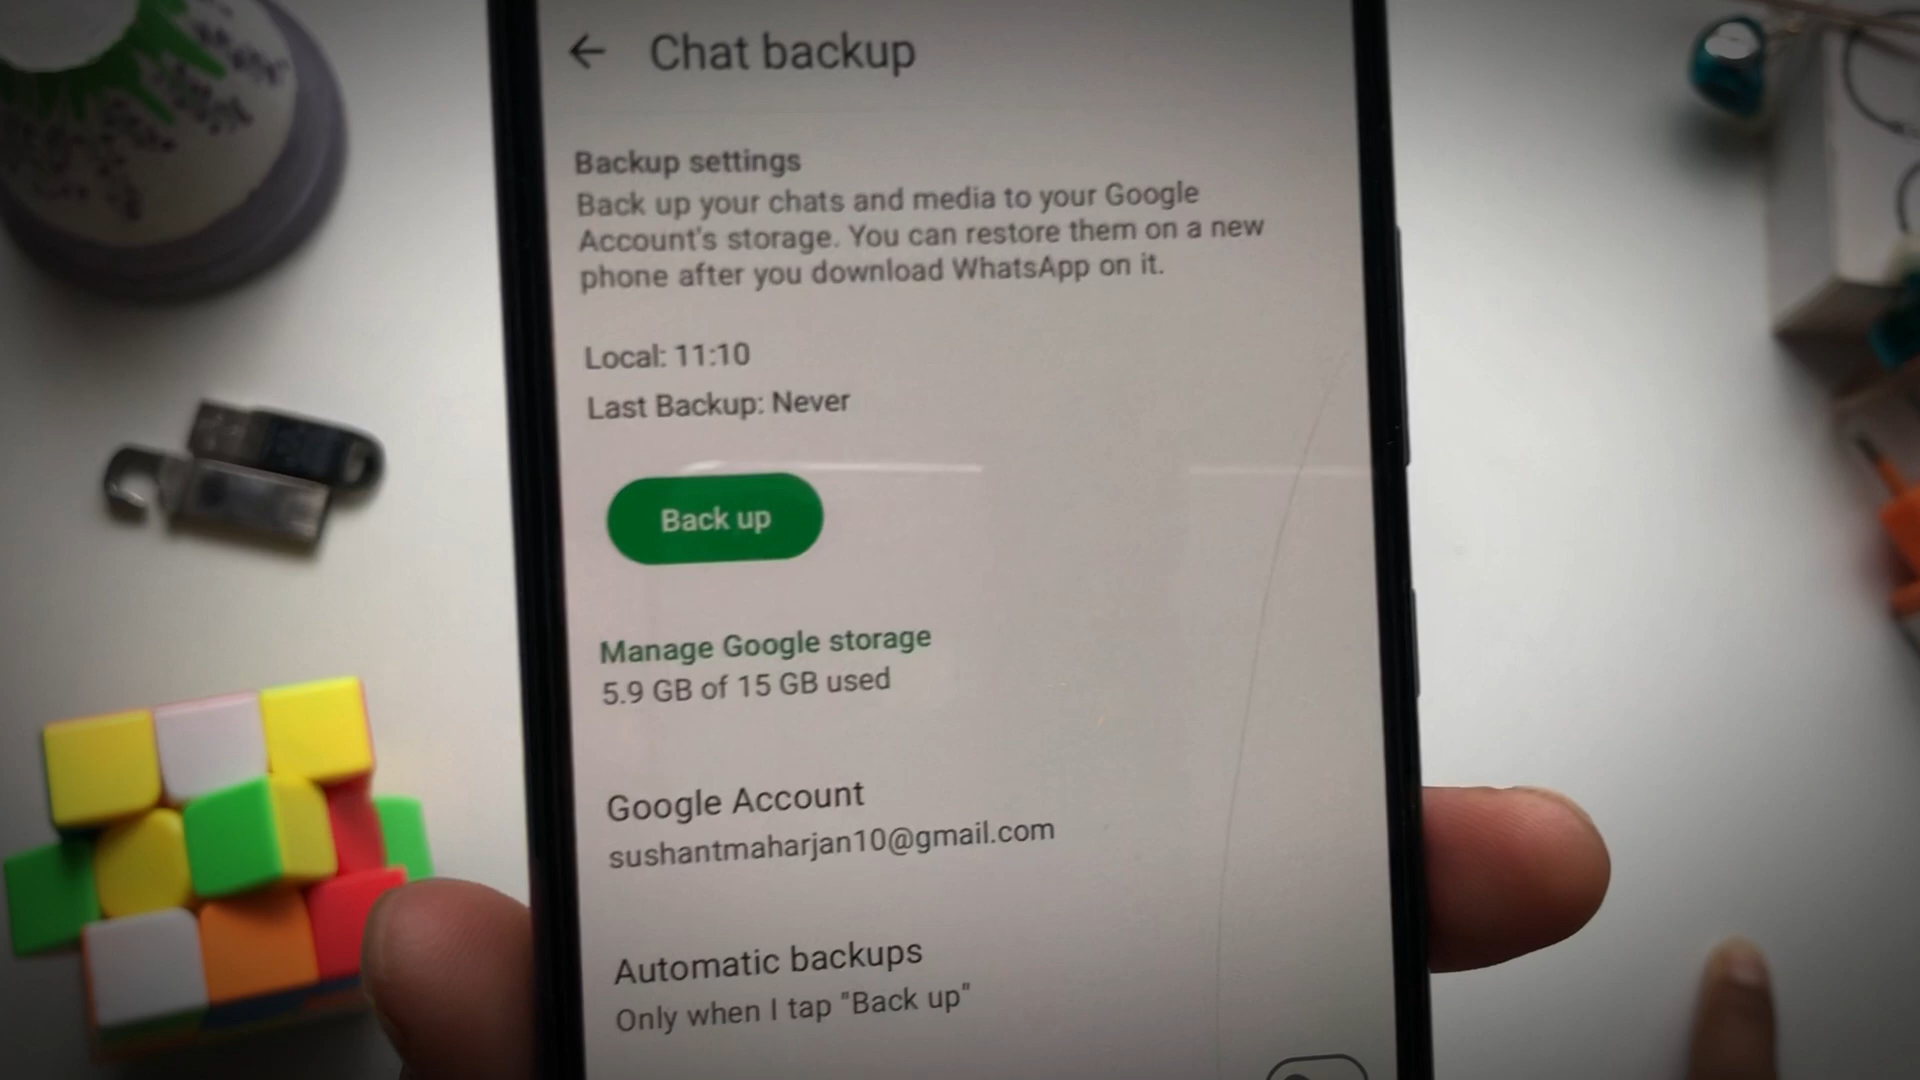 Chat backup
Backup settings
Back up your chats and media to your Google
Account's storage. You can restore them on a new
phone after you download WhatsApp on it.
Local: 11:10
Last Backup: Never
Back up
Manage Google storage
5.9 GB of 15 GB used
Google Account
sushantmaharjan10@gmail.com
Automatic backups
Only when I tap "Back up"